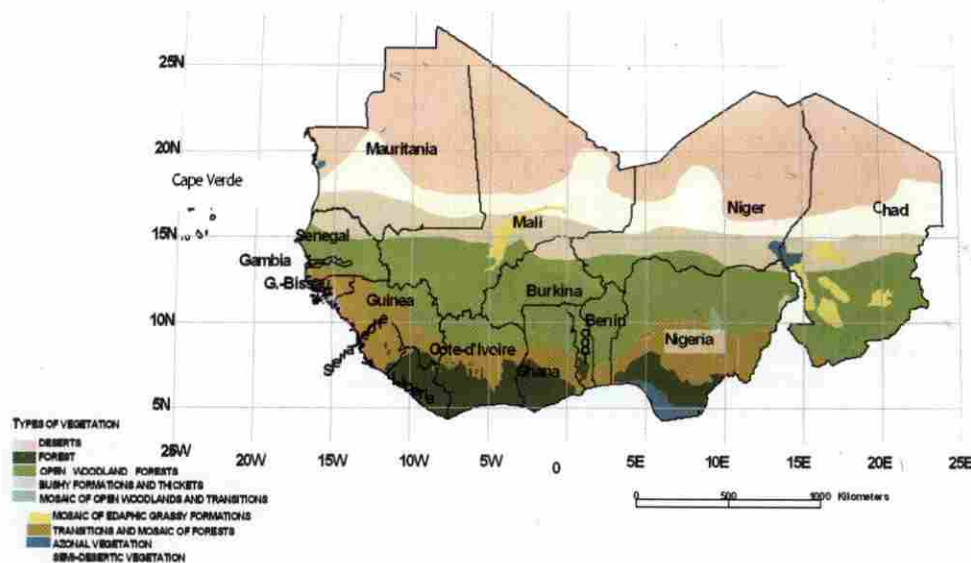 25N
20N
15N
10N
5N
Mauritania
Cape Verde
Niger
Chad
Mali
Senegal
Gambia
G.-Bissau
Guinea
Burkina
Benin
Nigeria
Cote-d'Ivoire
Ghana
25W
20W
15W
10W
5W
0
5E
10E
15E
20E
25E
0 500 1000 Kilometers
TYPES OF VEGETATION
DESERTS
FOREST
OPEN WOODLAND FORESTS
BUSHY FORMATIONS AND THICKETS
MOSAIC OF OPEN WOODLANDS AND TRANSITIONS
MOSAIC OF EDAPHIC GRASSY FORMATIONS
TRANSITIONS AND MOSAIC OF FORESTS
AZONAL VEGETATION
SEMI-DESERTIC VEGETATION